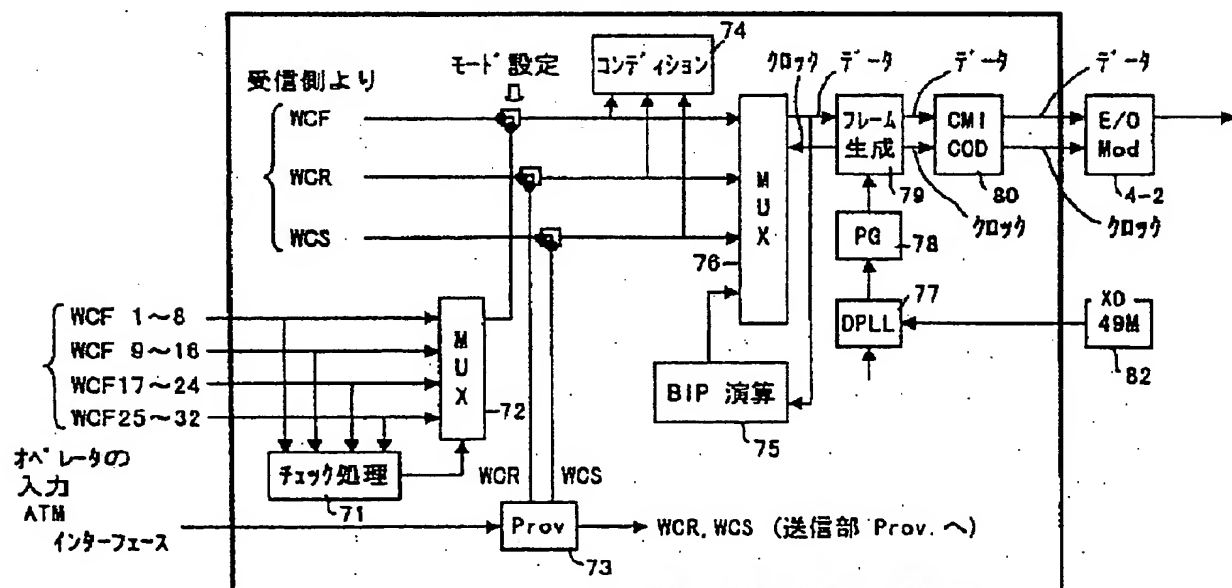 74
モード 設定
コンディション
クロック
データ
データ
データ
受信側より
WCF
WCR
WCS
MUX
76
フレーム
生成
79
CMI
COD
80
E/O
Mod
4-2
クロック
クロック
PG
78
77
DPLL
XO
49M
82
WCF 1～8
WCF 9～16
WCF17～24
WCF25～32
MUX
72
BIP 演算
75
チェック処理
71
WCR
WCS
オペレータの
入力
ATM
インターフェース
Prov
73
WCR, WCS (送信部 Prov. へ)